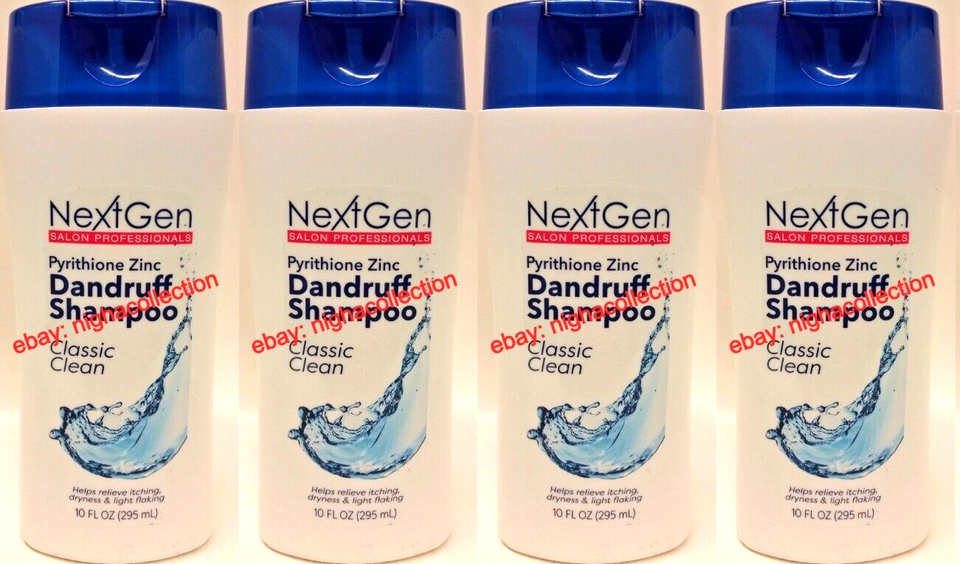 NextGen
SALON PROFESSIONALS
Pyrithione Zinc
Dandruff
Shampoo
Classic
Clean
Helps relieve itching,
dryness & light flaking
10 FL OZ (295 mL)
ebay: nighacollection
NextGen
SALON PROFESSIONALS
Pyrithione Zinc
Dandruff
Shampoo
Classic
Clean
Helps relieve itching,
dryness & light flaking
10 FL OZ (295 mL)
ebay: nighacollection
NextGen
SALON PROFESSIONALS
Pyrithione Zinc
Dandruff
Shampoo
Classic
Clean
Helps relieve itching,
dryness & light flaking
10 FL OZ (295 mL)
ebay: nighacollection
NextGen
SALON PROFESSIONALS
Pyrithione Zinc
Dandruff
Shampoo
Classic
Clean
Helps relieve itching,
dryness & light flaking
10 FL OZ (295 mL)
ebay: nighacollection